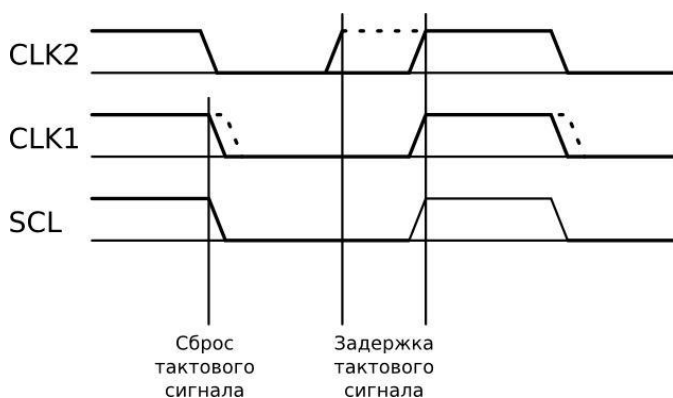 CLK2
CLK1
SCL
Сброс
тактового
сигнала
Задержка
тактового
сигнала